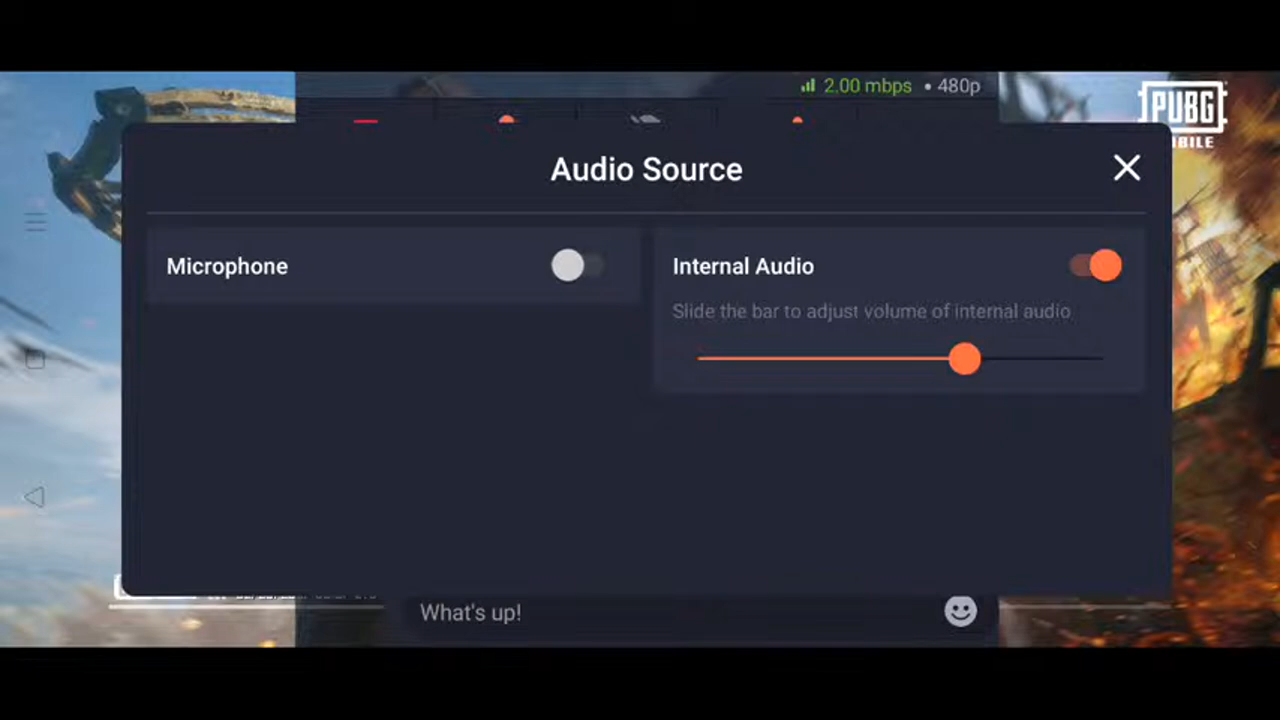 2.00 mbps • 480p
PUBG
Audio Source
Microphone
Internal Audio
Slide the bar to adjust volume of internal audio
What's up!